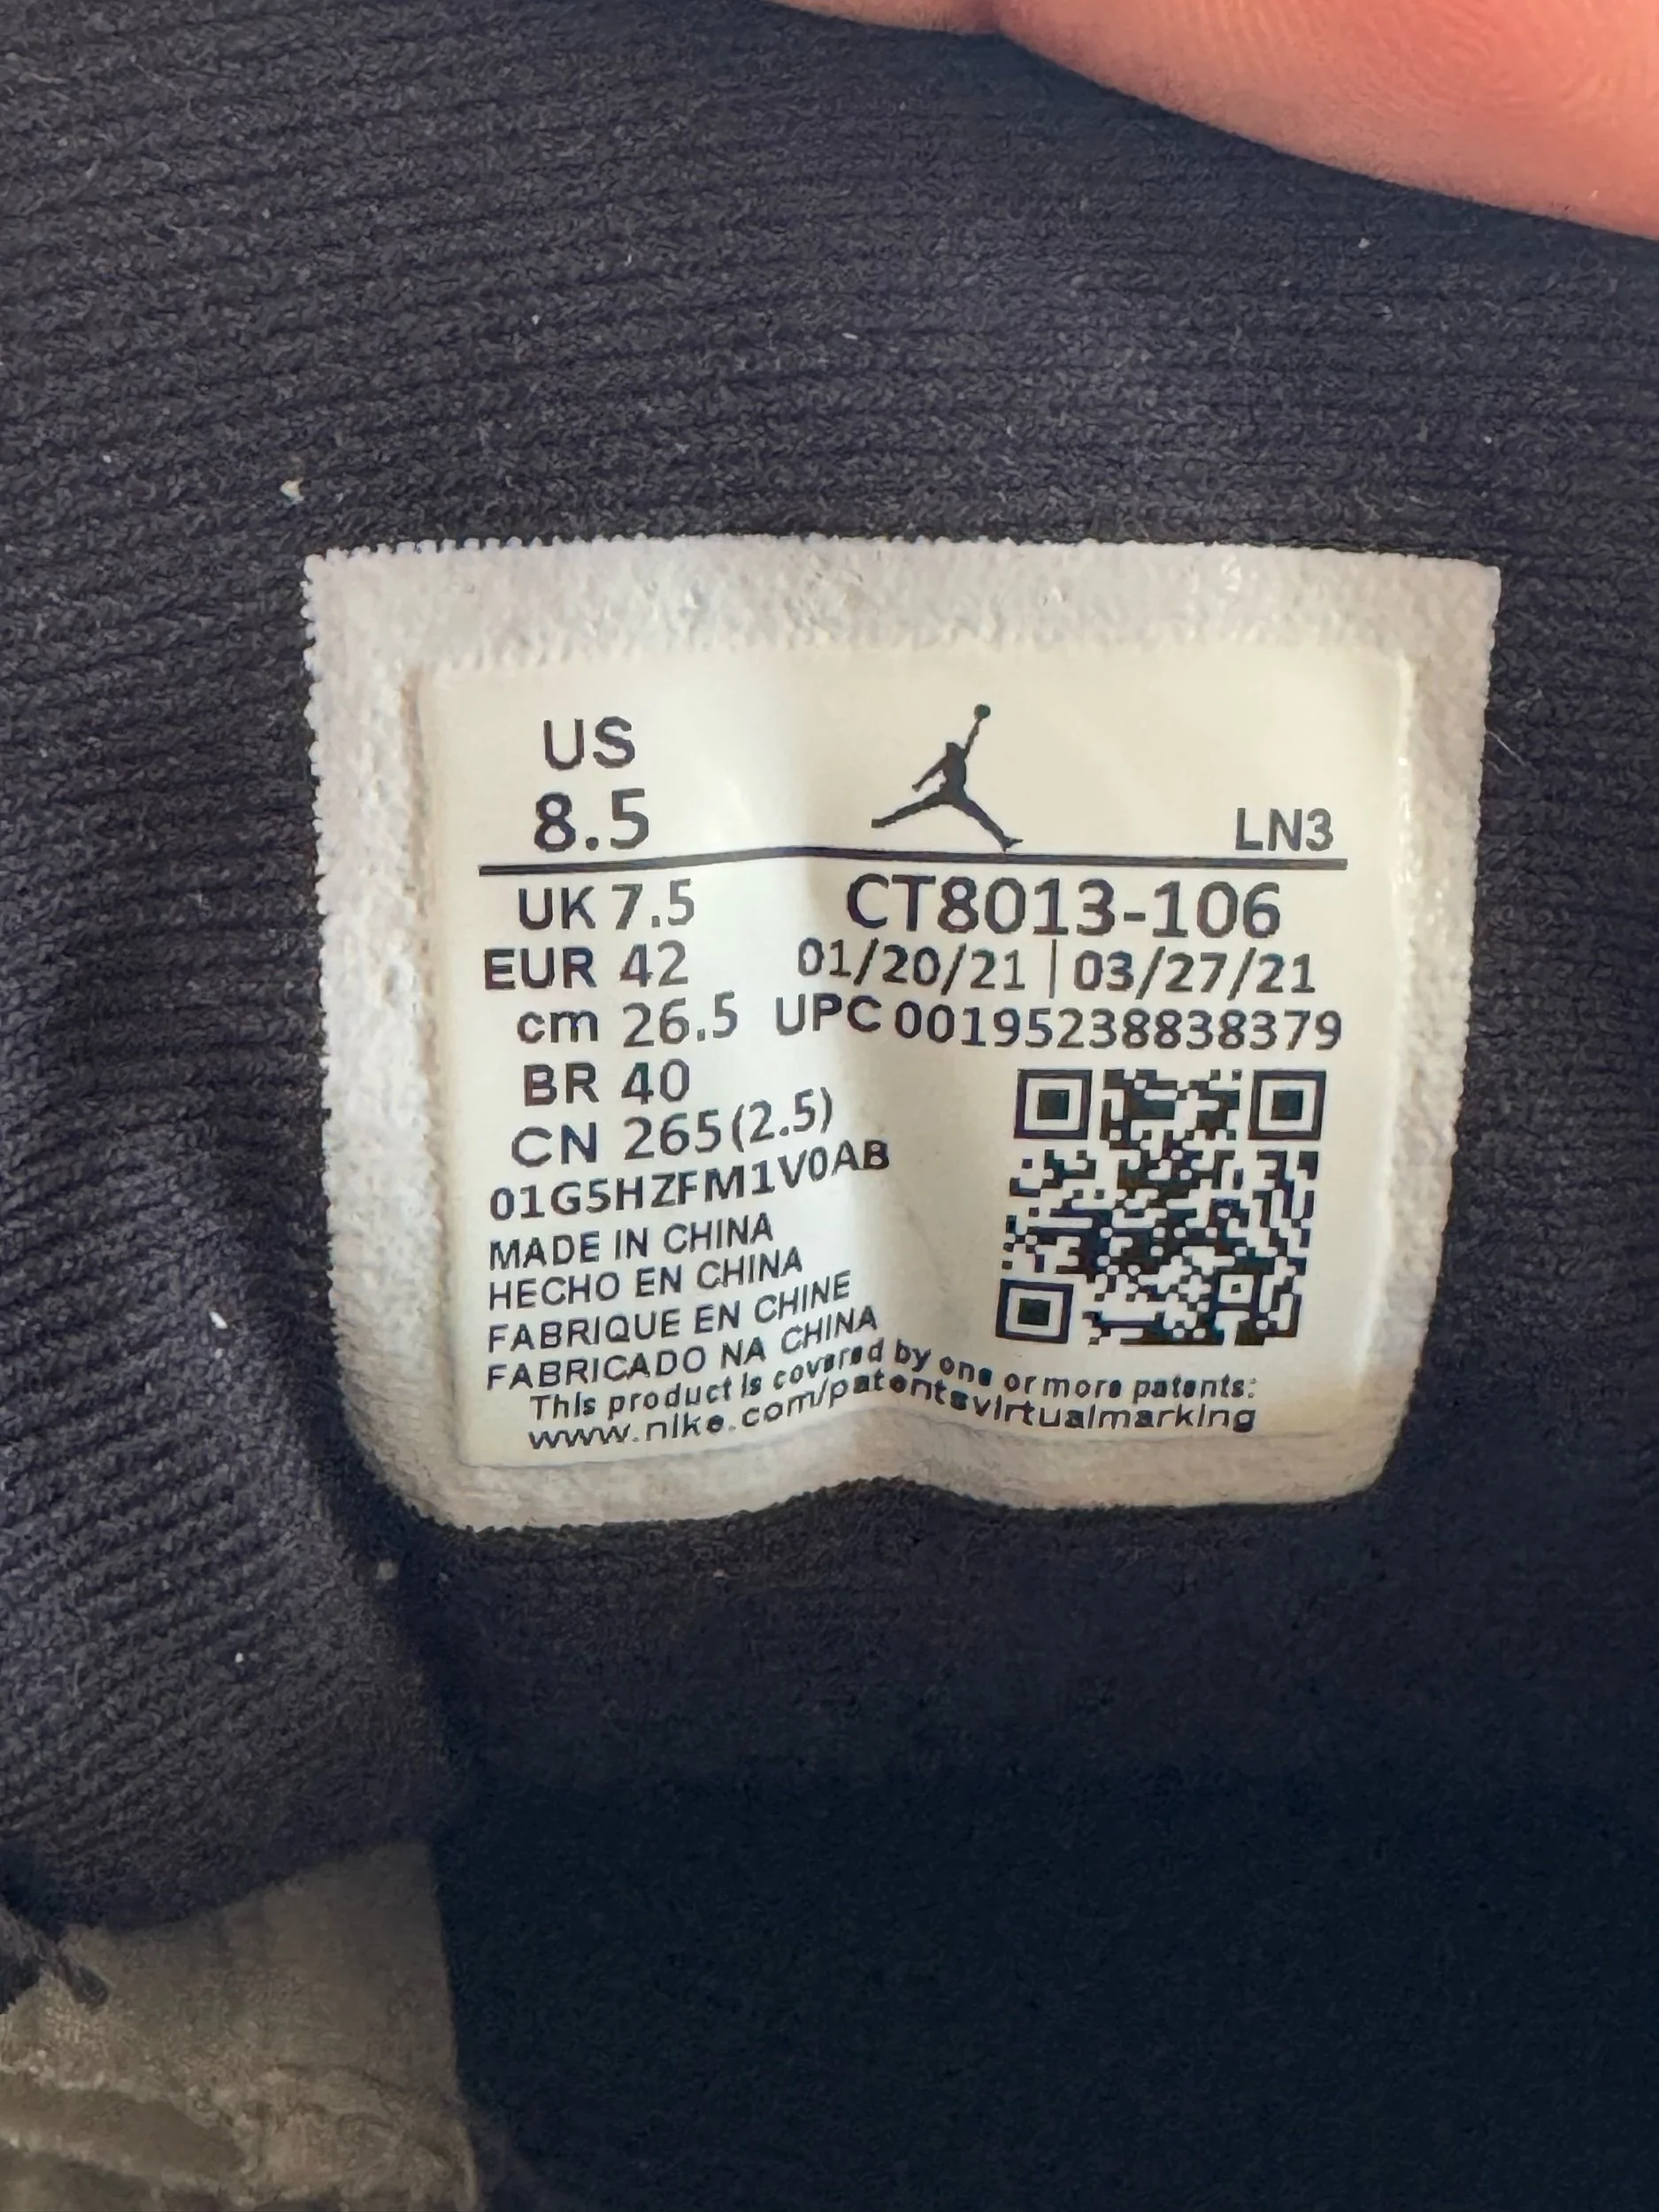 US
8.5
LN3
UK 7.5
CT8013-106
EUR 42
01/20/21 | 03/27/21
cm 26.5
UPC 00195238838379
BR 40
CN 265(2.5)
01G5HZFM1V0AB
MADE IN CHINA
HECHO EN CHINA
FABRIQUE EN CHINE
FABRICADO NA CHINA
This product is covered by one or more patents:
www.nike.com/patentsvirtualmarking